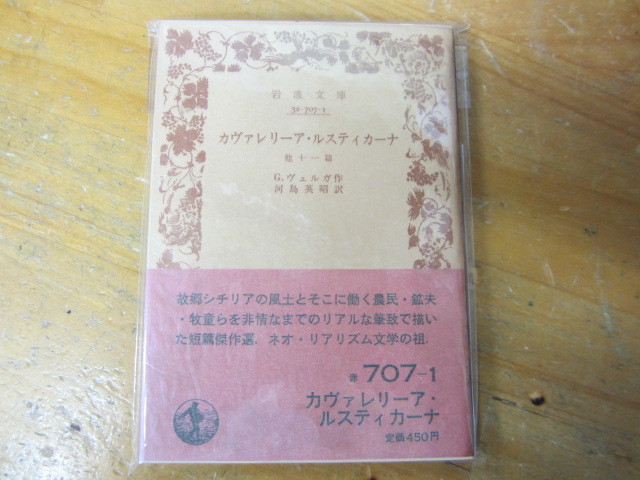 岩波文庫
32-707-1
カヴァレリーア・ルスティカーナ
他十一篇
G.ヴェルガ作
河島英昭訳
故郷シチリアの風土とそこに働く農民・鉱夫
・牧童らを非情なまでのリアルな筆致で描い
た短篇傑作選．ネオ・リアリズム文学の祖．
赤 707-1
カヴァレリーア・
ルスティカーナ
定価450円